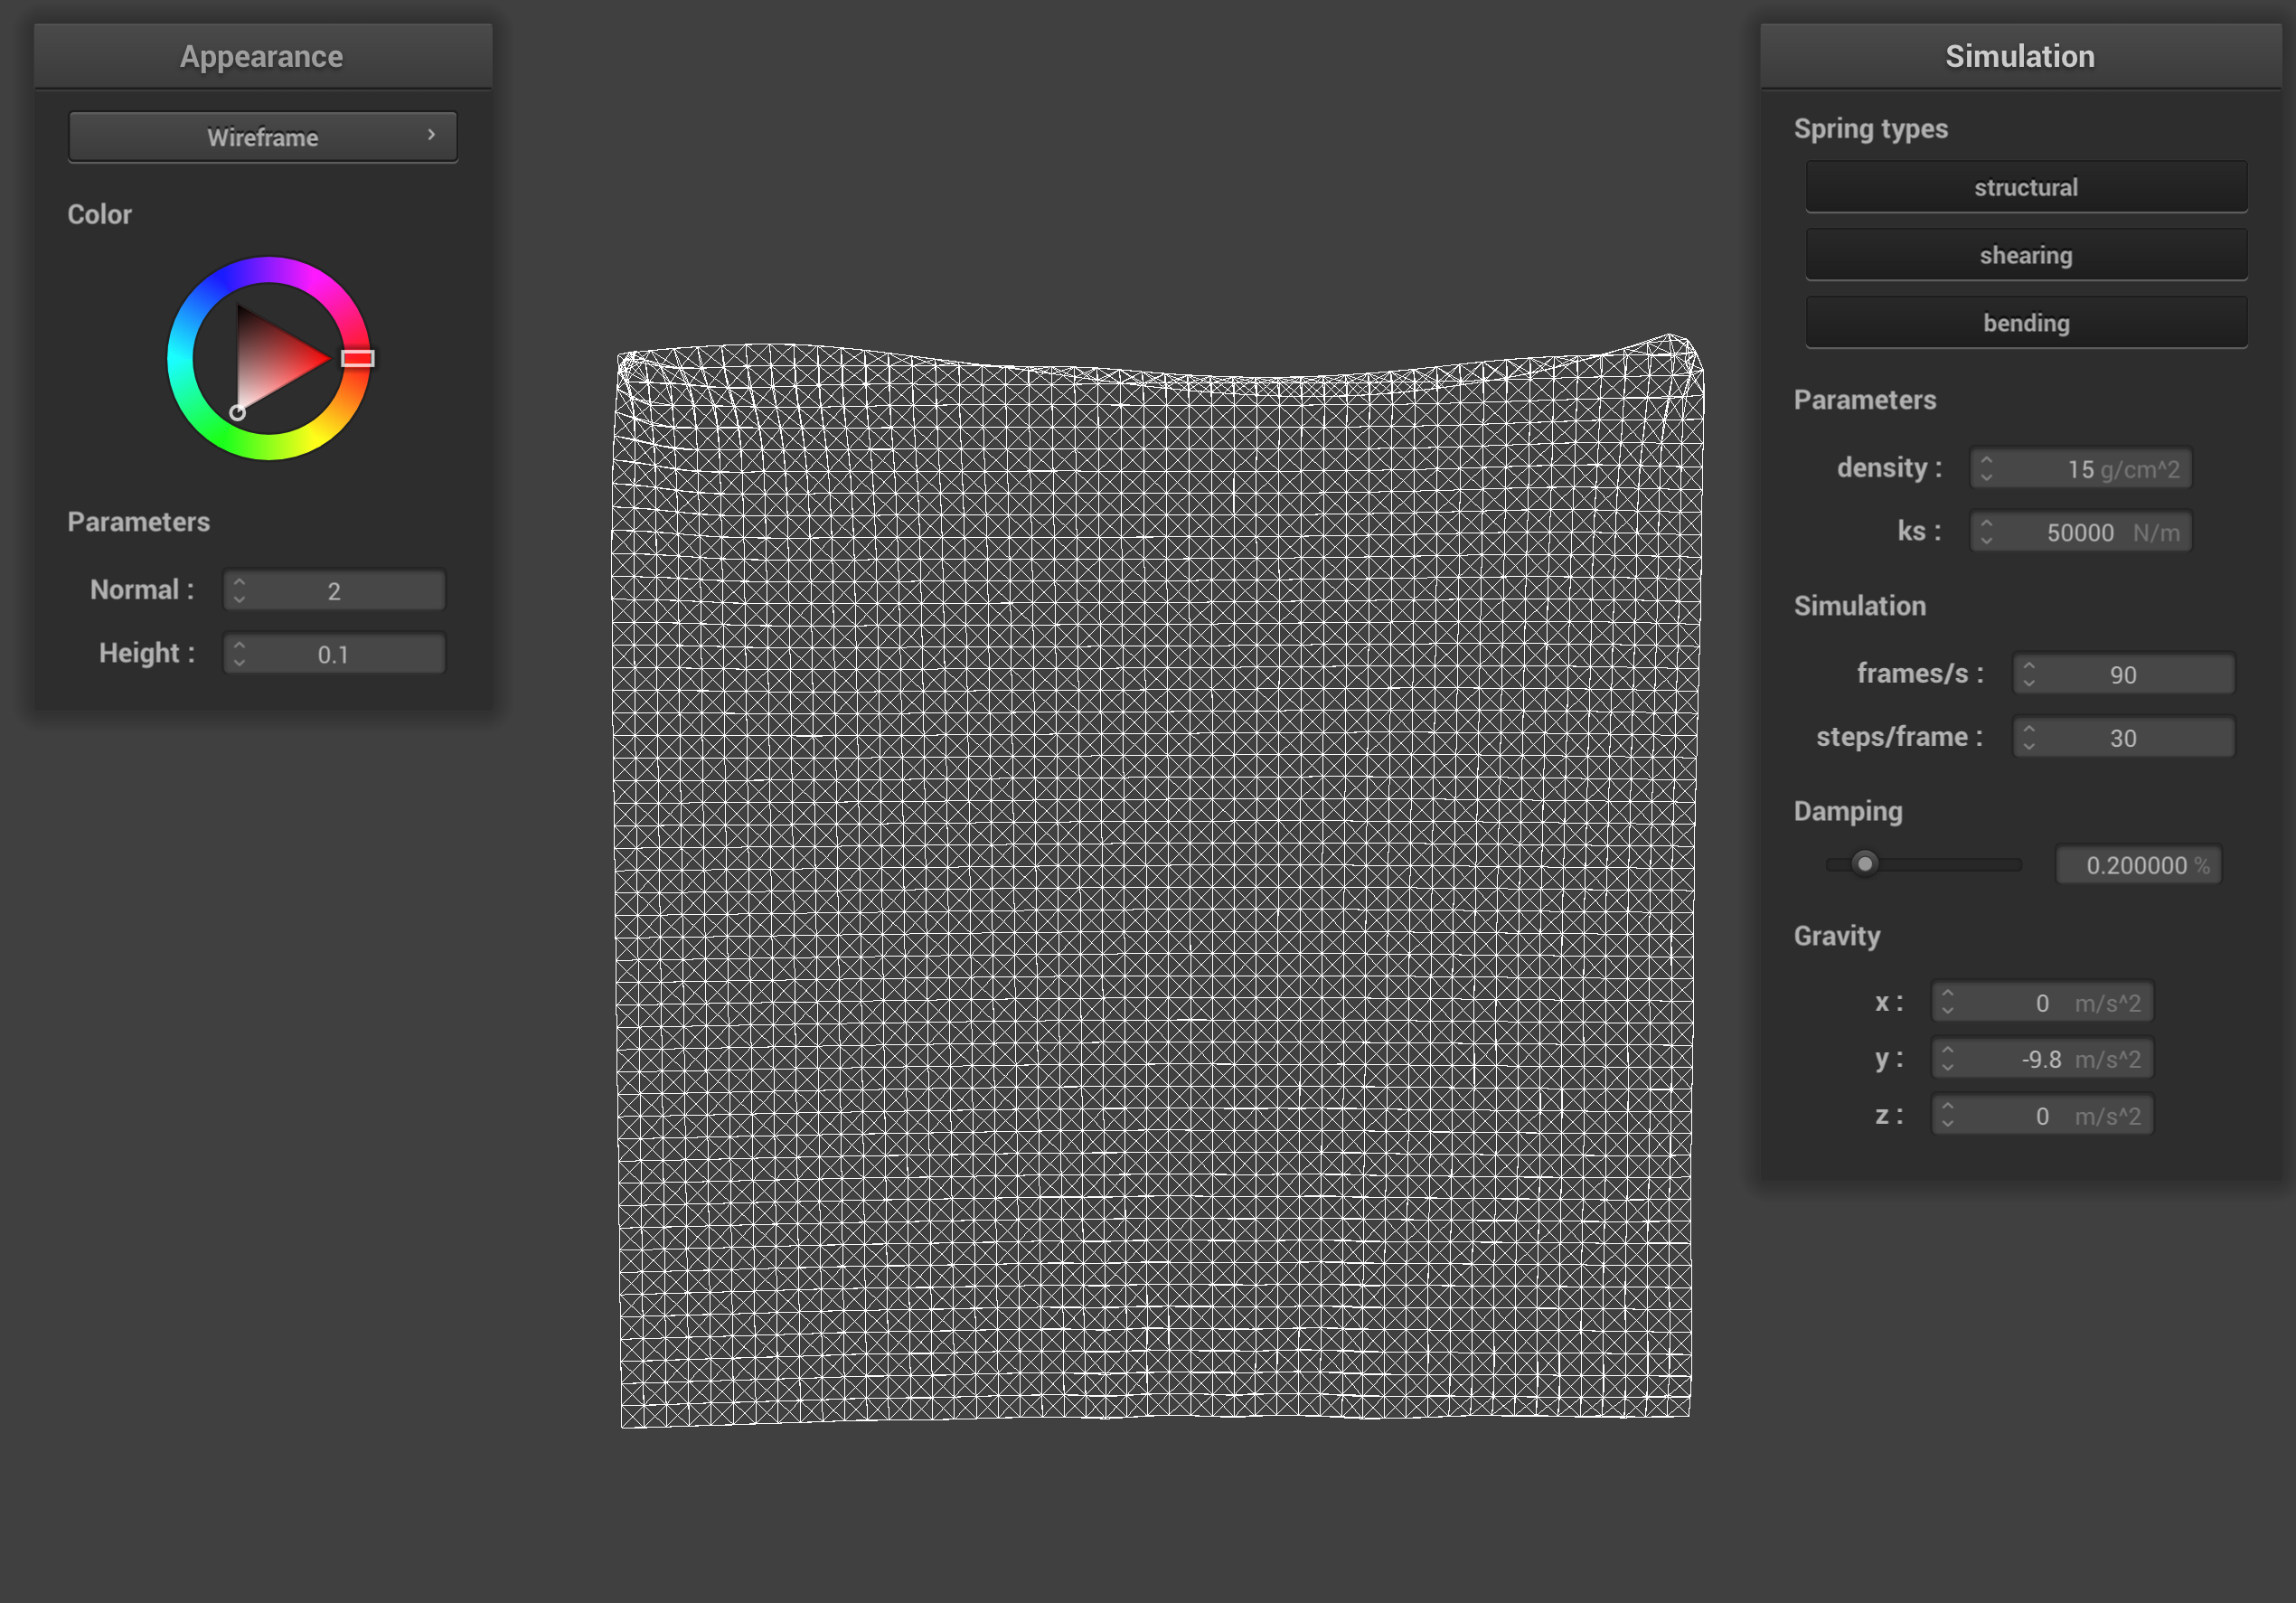 Appearance
Wireframe
Color
Parameters
Normal : 2
Height : 0.1
Simulation
Spring types
structural
shearing
bending
Parameters
density : 15 g/cm^2
ks : 50000 N/m
Simulation
frames/s : 90
steps/frame : 30
Damping
0.200000 %
Gravity
x : 0 m/s^2
y : -9.8 m/s^2
z : 0 m/s^2